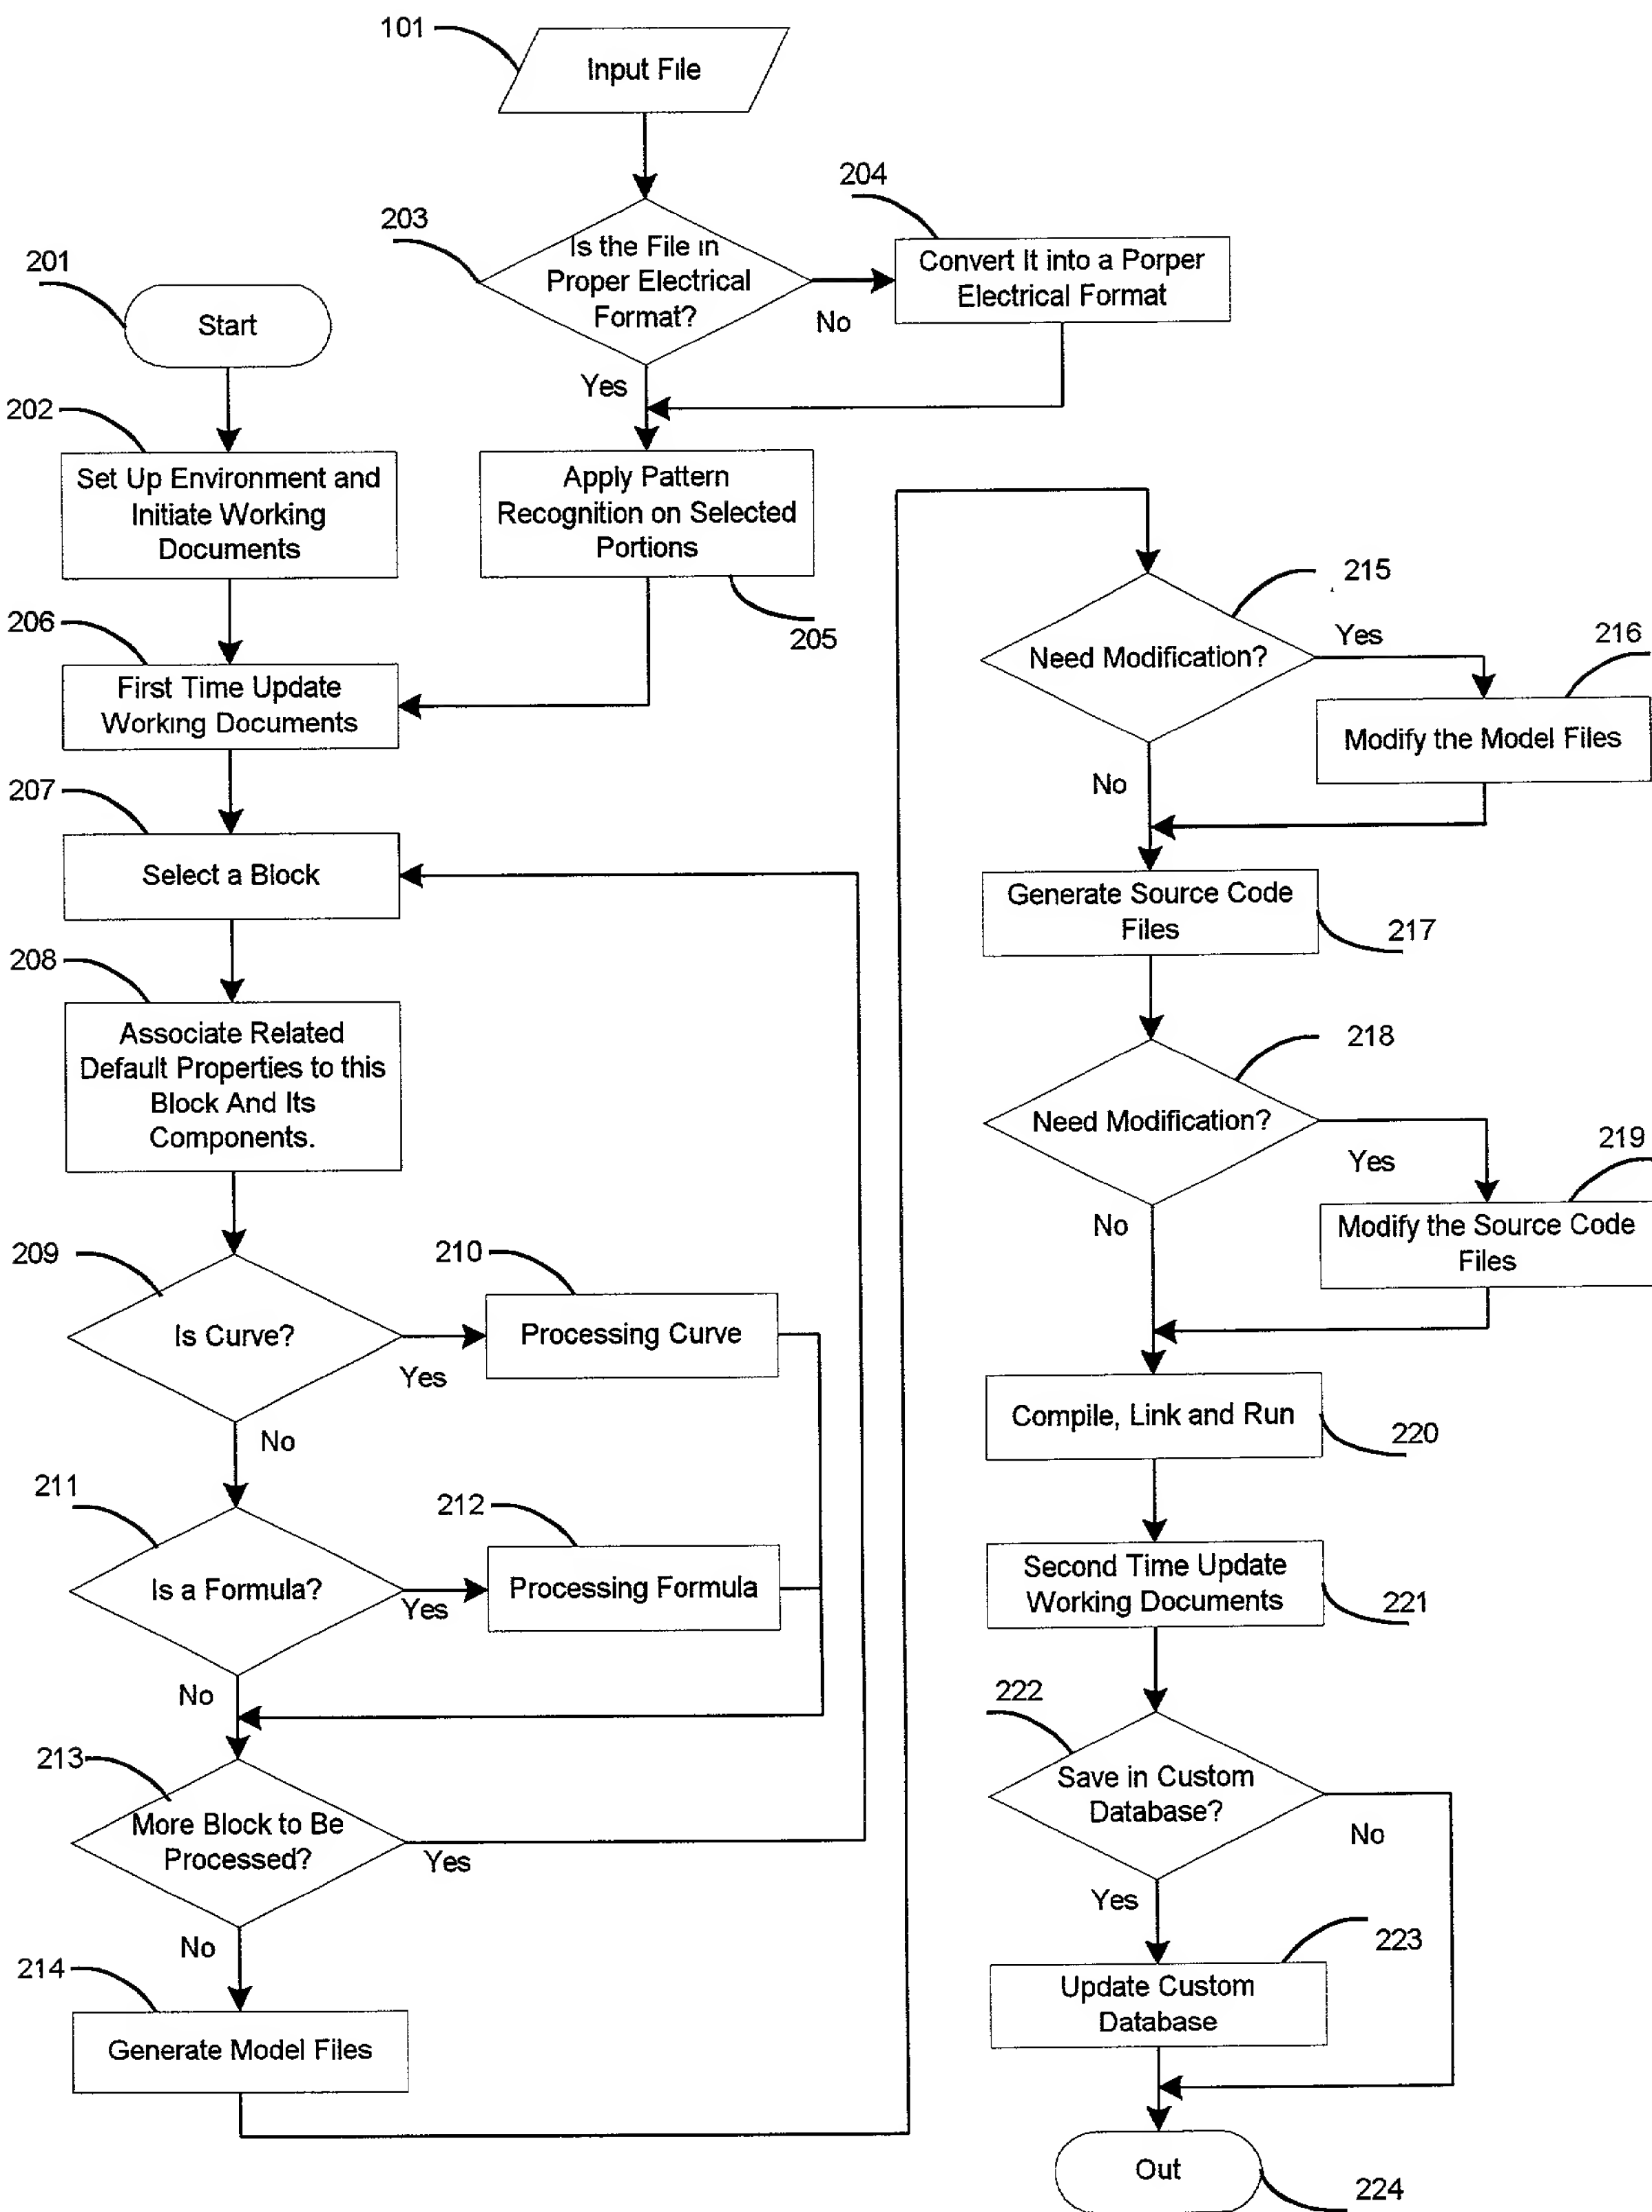 101
Input File
203
Is the File in
Proper Electrical
Format?
204
Convert It into a Porper
Electrical Format
No
Yes
201
Start
202
Set Up Environment and
Initiate Working
Documents
Apply Pattern
Recognition on Selected
Portions
205
206
First Time Update
Working Documents
207
Select a Block
208
Associate Related
Default Properties to this
Block And Its
Components.
209
Is Curve?
Yes
210
Processing Curve
No
211
Is a Formula?
Yes
212
Processing Formula
No
213
More Block to Be
Processed?
Yes
No
214
Generate Model Files
215
Need Modification?
Yes
216
Modify the Model Files
No
Generate Source Code
Files
217
218
Need Modification?
Yes
219
Modify the Source Code
Files
No
Compile, Link and Run
220
Second Time Update
Working Documents
221
222
Save in Custom
Database?
No
Yes
223
Update Custom
Database
Out
224